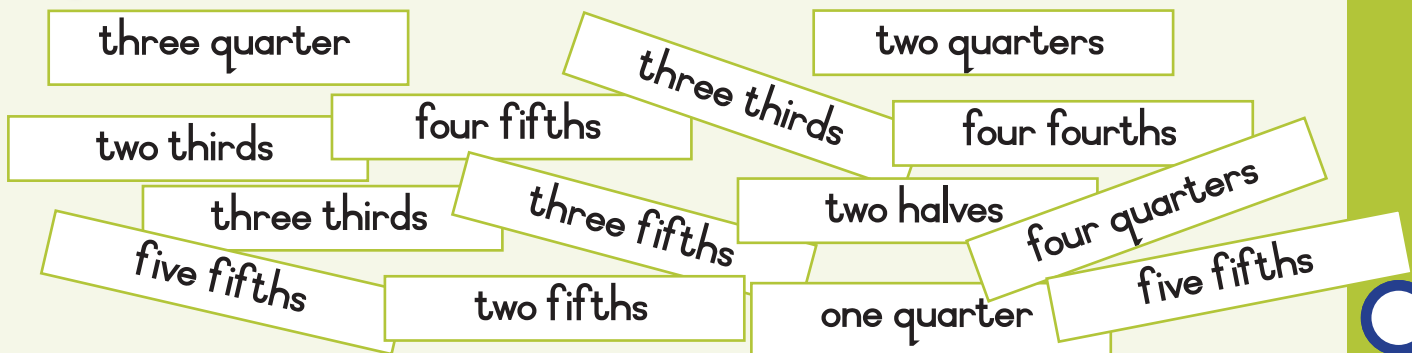 three quarter
two quarters
three thirds
four fifths
four fourths
two thirds
three thirds
three fifths
two halves
four quarters
five fifths
five fifths
two fifths
one quarter